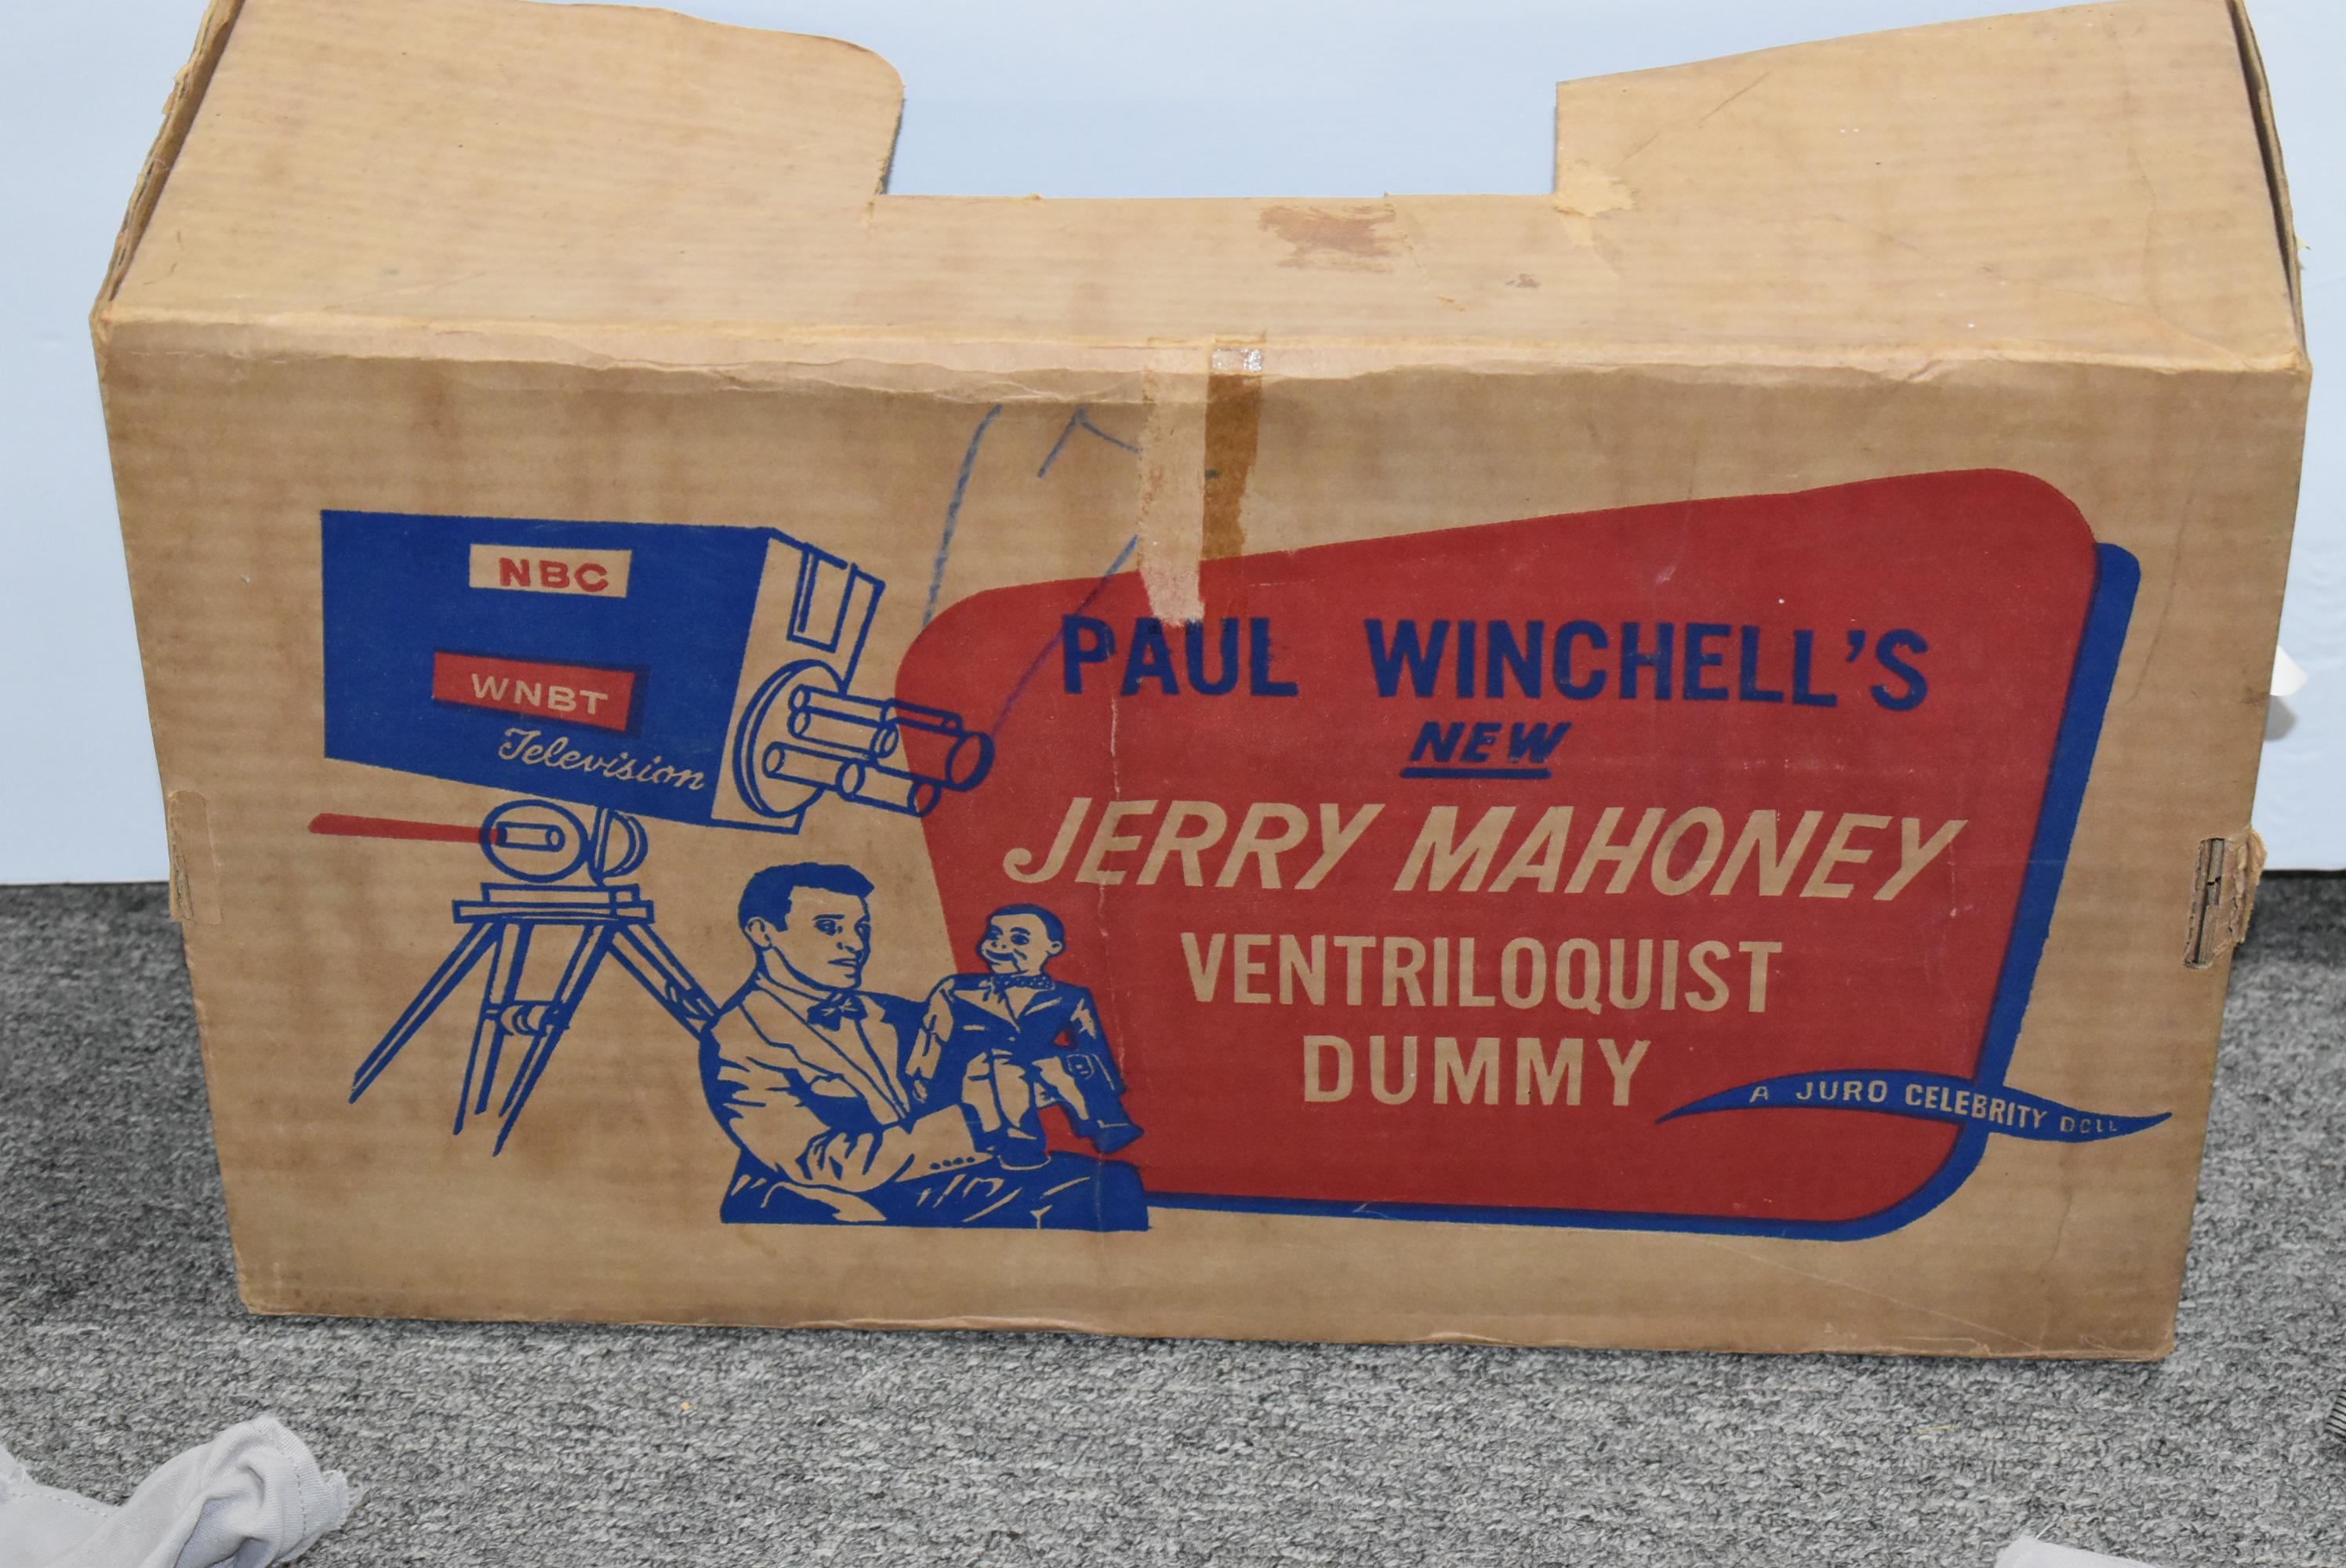 NBC
WNBT
Television
PAUL WINCHELL'S
NEW
JERRY MAHONEY
VENTRILOQUIST
DUMMY
A JURO CELEBRITY DOLL